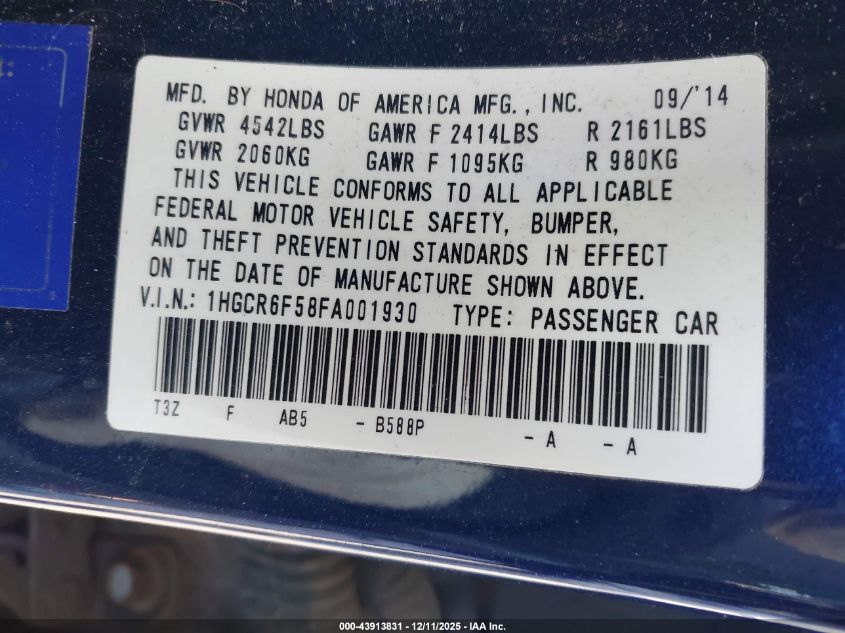 MFD. BY HONDA OF AMERICA MFG., INC. 09/'14
GVWR 4542LBS GAWR F 2414LBS R 2161LBS
GVWR 2060KG GAWR F 1095KG R 980KG
THIS VEHICLE CONFORMS TO ALL APPLICABLE
FEDERAL MOTOR VEHICLE SAFETY, BUMPER,
AND THEFT PREVENTION STANDARDS IN EFFECT
ON THE DATE OF MANUFACTURE SHOWN ABOVE.
V.I.N.: 1HGCR6F58FA001930 TYPE: PASSENGER CAR
T3Z F AB5 - B588P - A - A
000-43913831 - 12/11/2025 - IAA Inc.